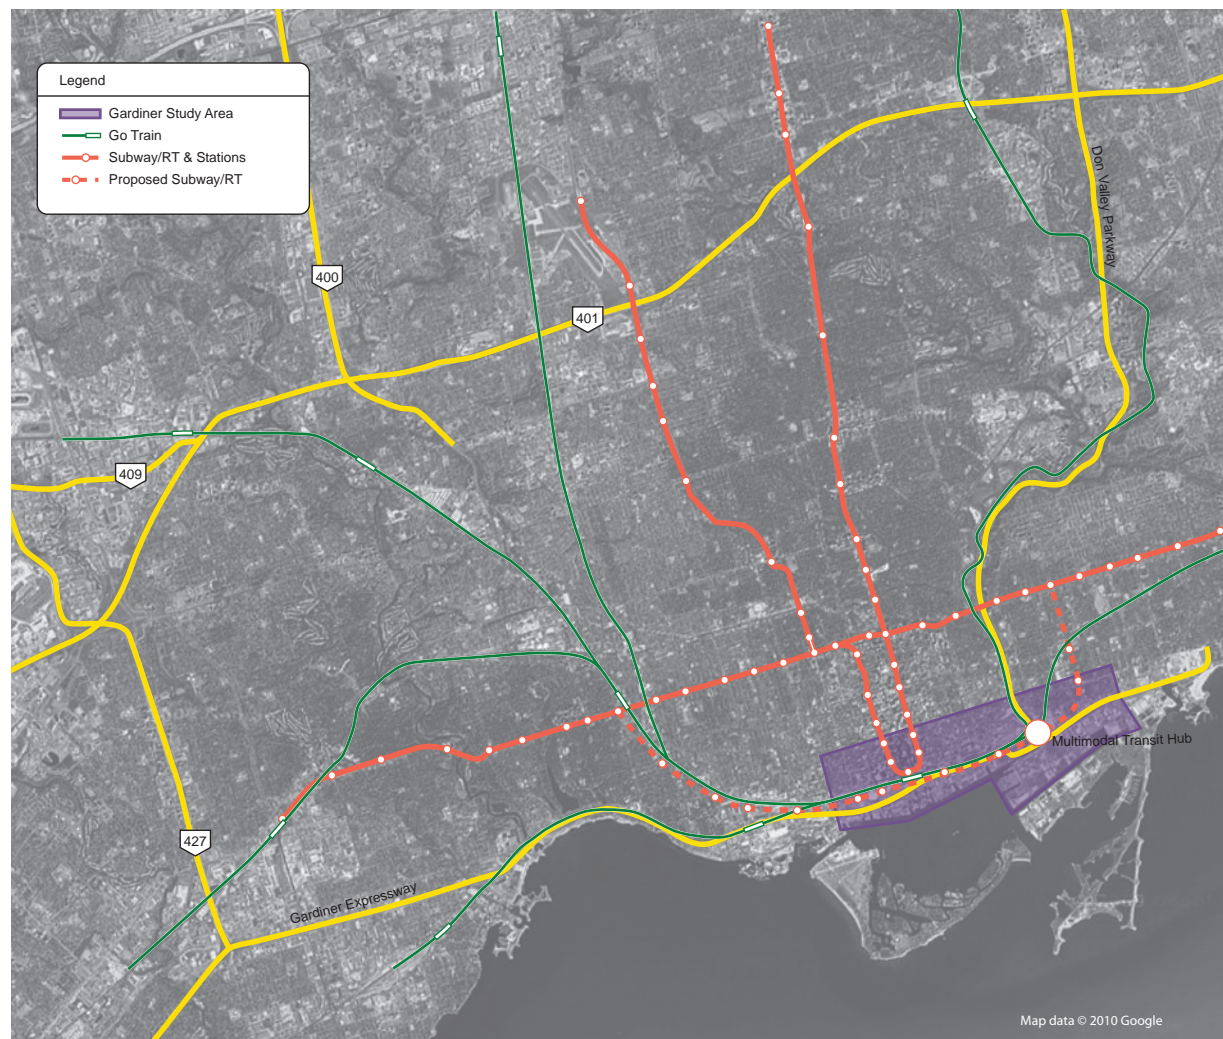 Legend
Gardiner Study Area
Go Train
Subway/RT & Stations
Proposed Subway/RT
Don Valley Parkway
400
401
409
Multimodal Transit Hub
427
Gardiner Expressway
Map data © 2010 Google